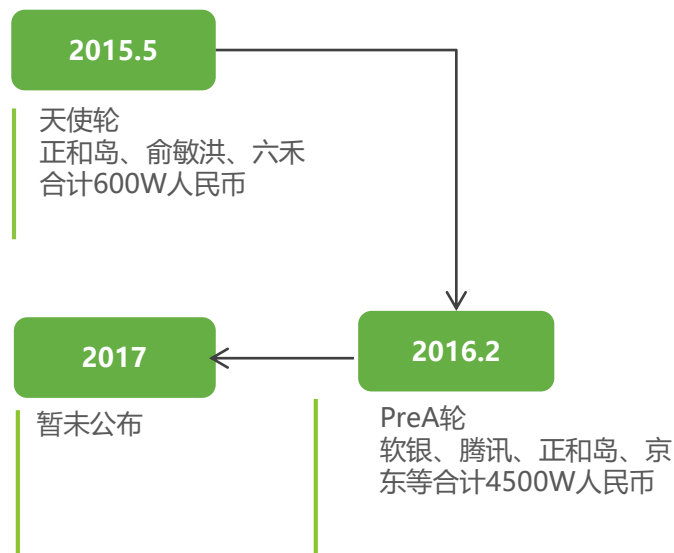 2015.5
天使轮
正和岛、俞敏洪、六禾
合计600W人民币
2016.2
PreA轮
软银、腾讯、正和岛、京
东等合计4500W人民币
2017
暂未公布